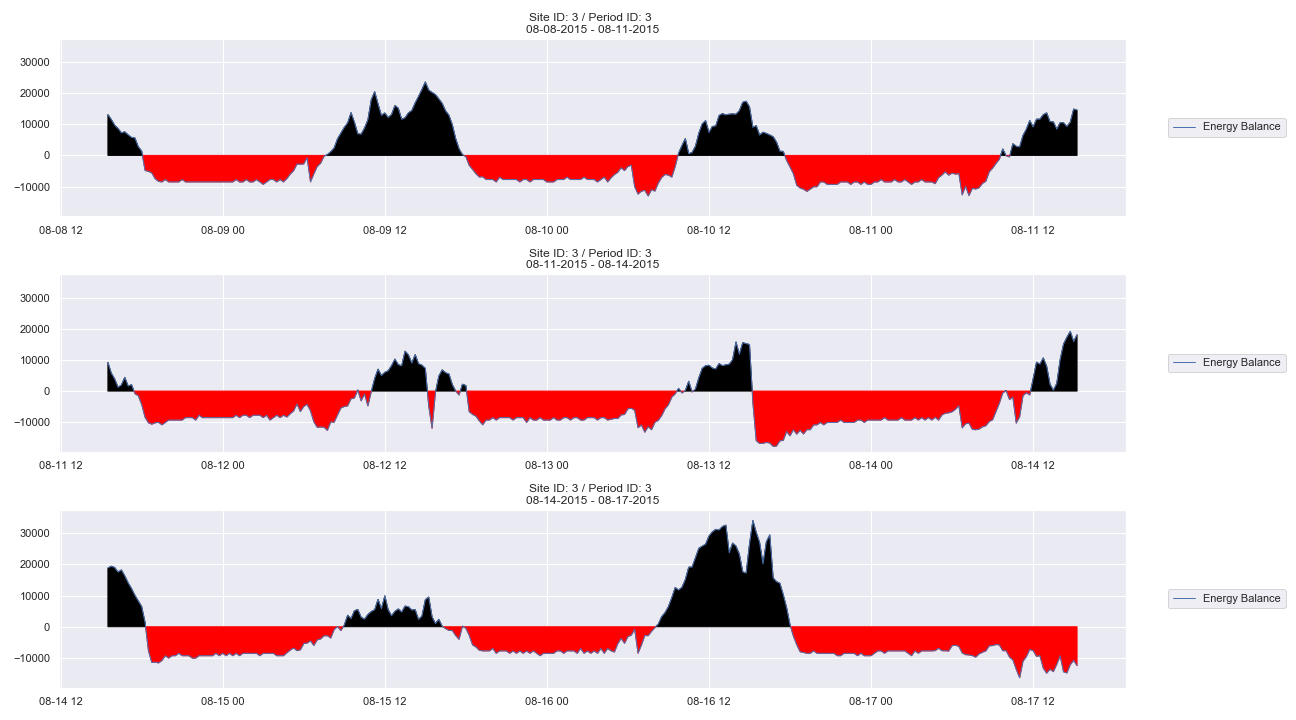 Site ID: 3 / Period ID: 3
08-08-2015 - 08-11-2015
30000
20000
10000
0
−10000
08-08 12 08-09 00 08-09 12 08-10 00 08-10 12 08-11 00 08-11 12
Energy Balance
Site ID: 3 / Period ID: 3
08-11-2015 - 08-14-2015
30000
20000
10000
0
−10000
08-11 12 08-12 00 08-12 12 08-13 00 08-13 12 08-14 00 08-14 12
Energy Balance
Site ID: 3 / Period ID: 3
08-14-2015 - 08-17-2015
30000
20000
10000
0
−10000
08-14 12 08-15 00 08-15 12 08-16 00 08-16 12 08-17 00 08-17 12
Energy Balance